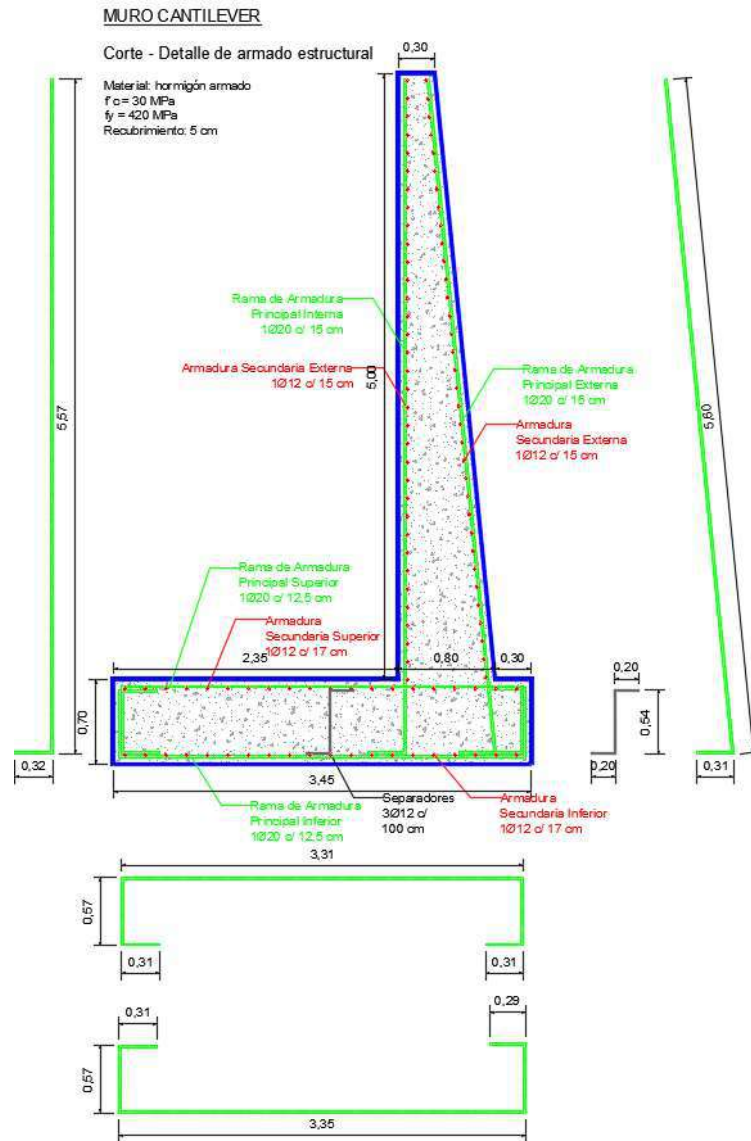 MURO CANTILEVER
Corte - Detalle de armado estructural
Material: hormigón armado
f'c = 30 MPa
fy = 420 MPa
Recubrimiento: 5 cm
0,30
5,57
5,00
5,60
Rama de Armadura
Principal Interna
1Ø20 c/ 15 cm
Armadura Secundaria Externa
1Ø12 c/ 15 cm
Rama de Armadura
Principal Externa
1Ø20 c/ 15 cm
Armadura
Secundaria Externa
1Ø12 c/ 15 cm
Rama de Armadura
Principal Superior
1Ø20 c/ 12,5 cm
Armadura
Secundaria Superior
1Ø12 c/ 17 cm
2,35
0,80
0,30
0,70
0,20
0,54
0,20
0,32
0,31
3,45
Rama de Armadura
Principal Inferior
1Ø20 c/ 12,5 cm
Separadores
3Ø12 c/
100 cm
Armadura
Secundaria Inferior
1Ø12 c/ 17 cm
3,31
0,57
0,31
0,31
0,31
0,29
0,57
3,35